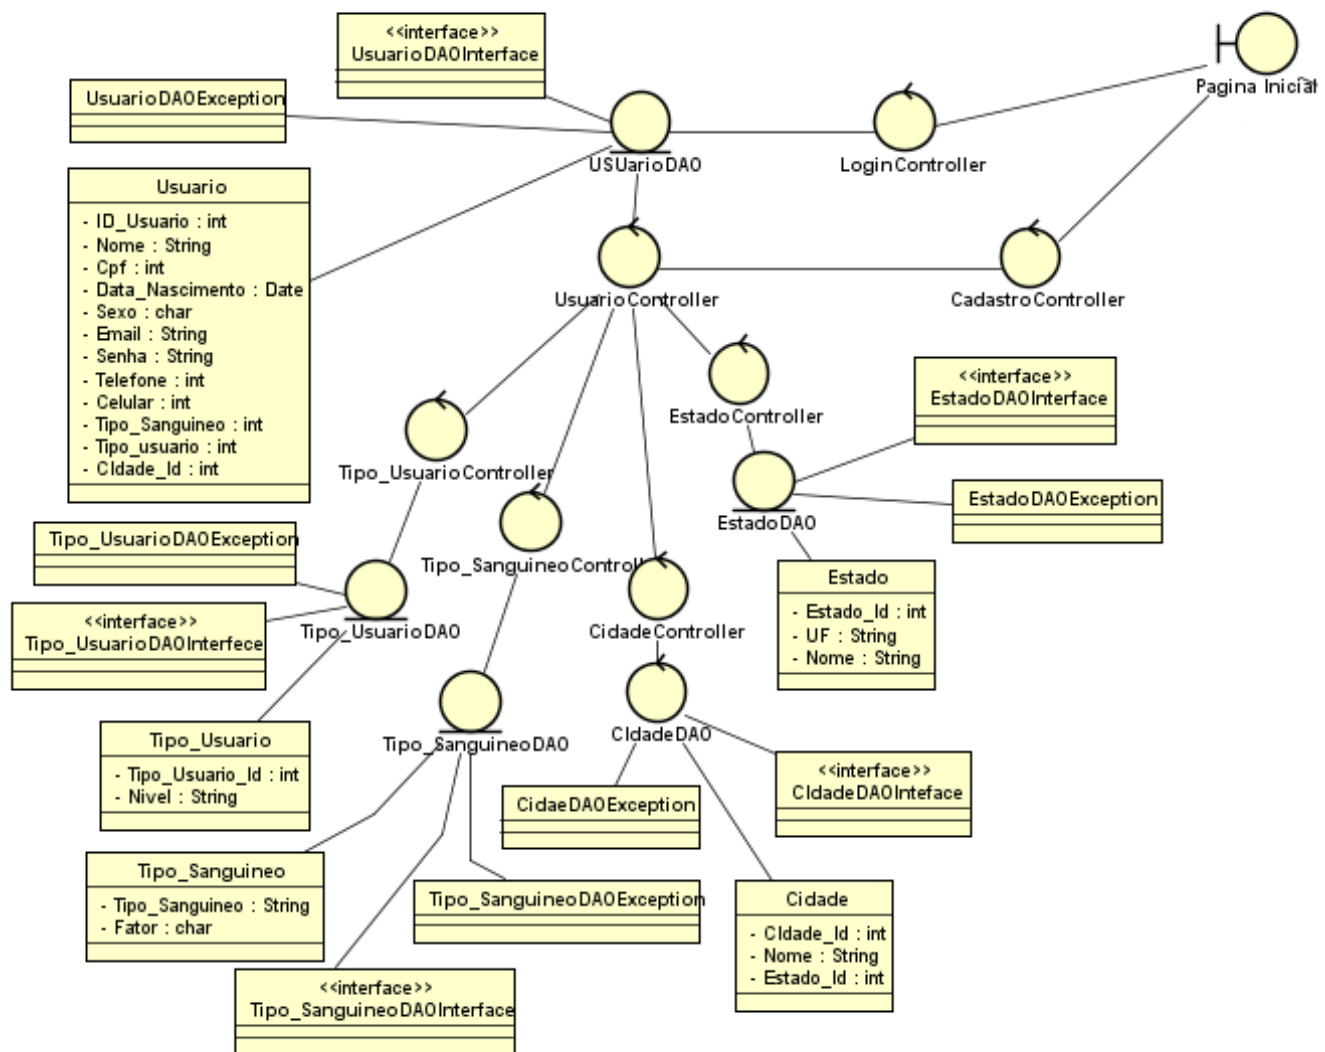 <<interface>>
UsuarioDAOInterface
Pagina Inicial
UsuarioDAOException
USUarioDAO
LoginController
Usuario
- ID_Usuario : int
- Nome : String
- Cpf : int
- Data_Nascimento : Date
- Sexo : char
- Email : String
- Senha : String
- Telefone : int
- Celular : int
- Tipo_Sanguineo : int
- Tipo_usuario : int
- CIdade_Id : int
UsuarioController
CadastroController
<<interface>>
EstadoDAOInterface
EstadoController
Tipo_UsuarioController
EstadoDAOException
EstadoDAO
Tipo_UsuarioDAOException
Tipo_SanguineoControll
Estado
- Estado_Id : int
- UF : String
- Nome : String
<<interface>>
Tipo_UsuarioDAOInterfece
Tipo_UsuarioDAO
CidadeController
Tipo_Usuario
- Tipo_Usuario_Id : int
- Nivel : String
Tipo_SanguineoDAO
CIdadeDAO
<<interface>>
CIdadeDAOInteface
CidaeDAOException
Tipo_Sanguineo
- Tipo_Sanguineo : String
- Fator : char
Tipo_SanguineoDAOException
Cidade
- CIdade_Id : int
- Nome : String
- Estado_Id : int
<<interface>>
Tipo_SanguineoDAOInterface